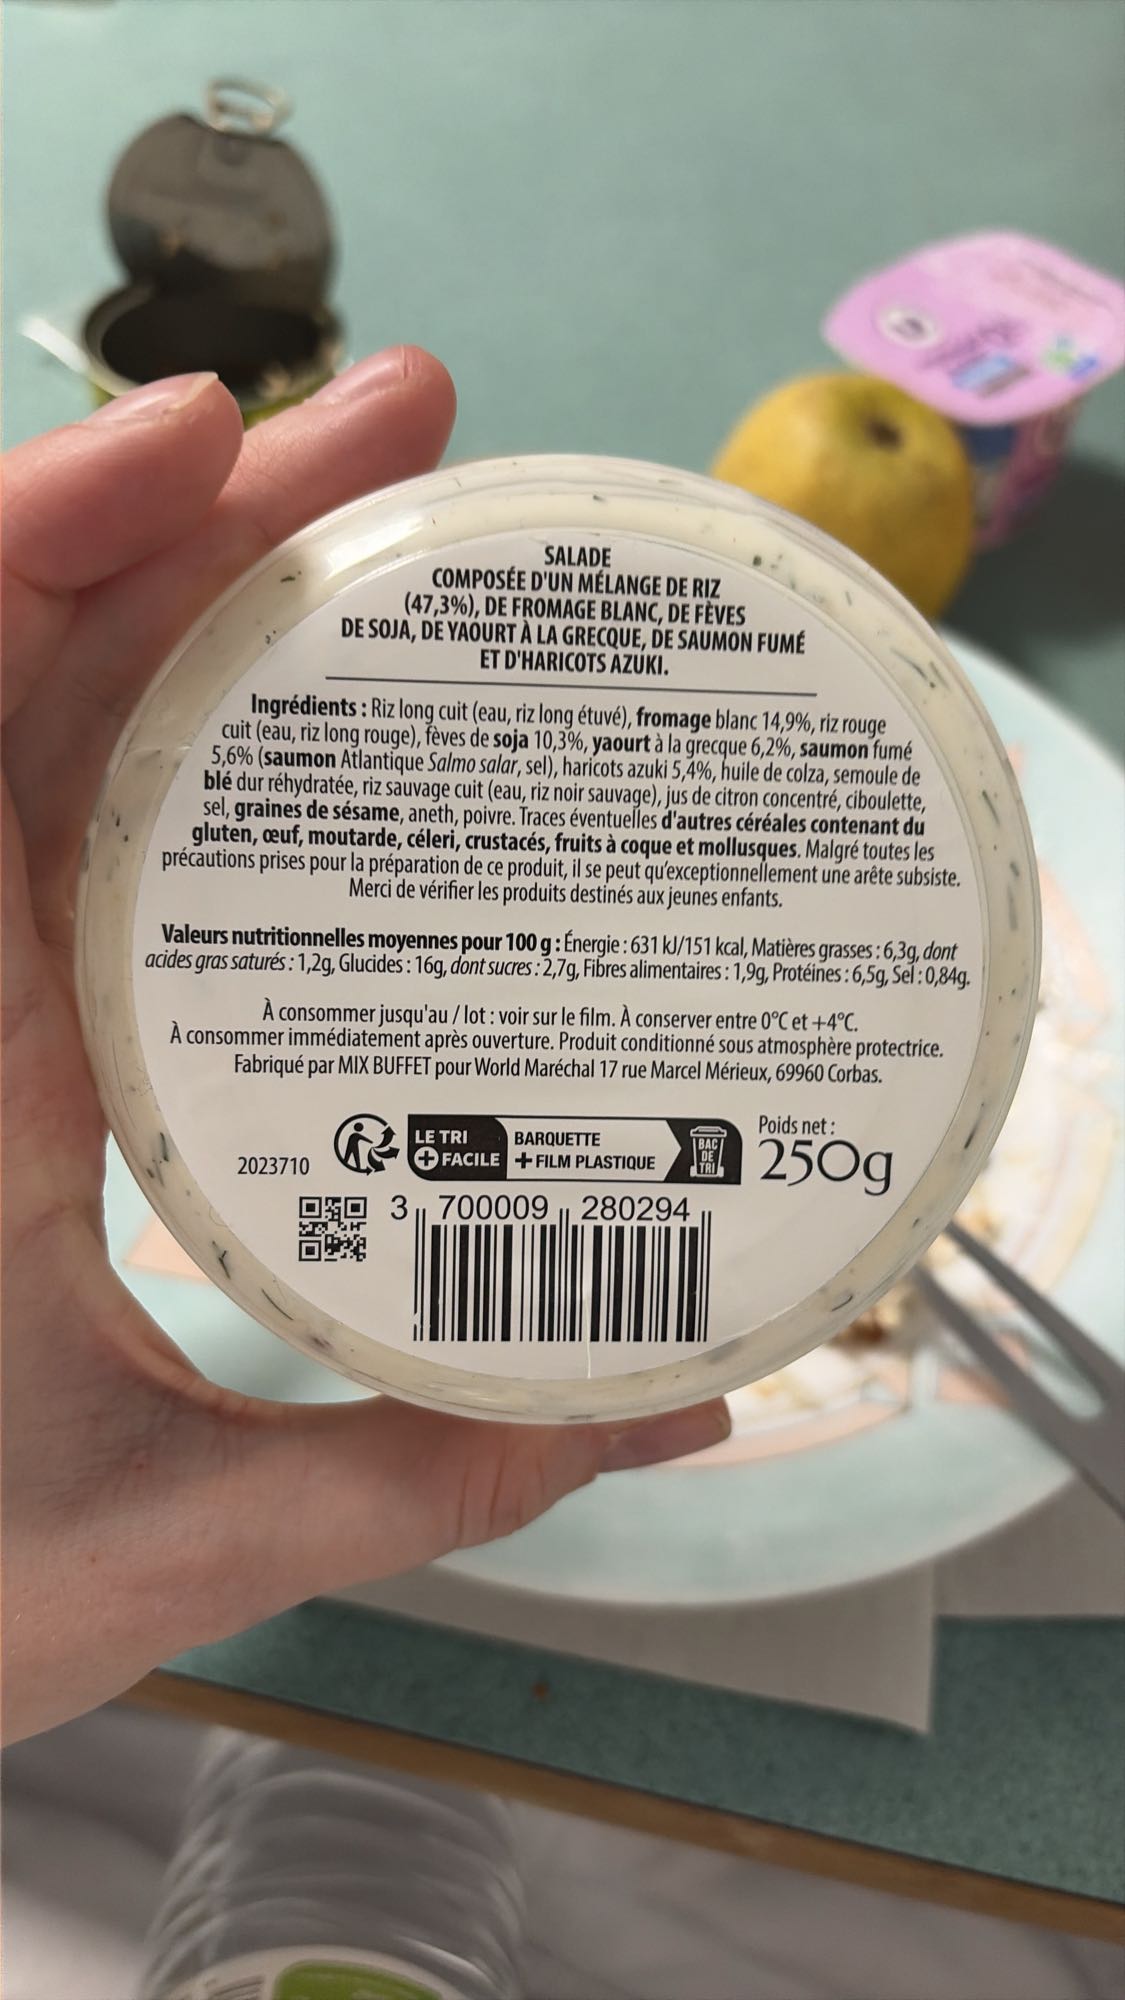 SALADE
COMPOSÉE D'UN MÉLANGE DE RIZ
(47,3%), DE FROMAGE BLANC, DE FÈVES
DE SOJA, DE YAOURT À LA GRECQUE, DE SAUMON FUMÉ
ET D'HARICOTS AZUKI.
Ingrédients : Riz long cuit (eau, riz long étuvé), fromage blanc 14,9%, riz rouge
cuit (eau, riz long rouge), fèves de soja 10,3%, yaourt à la grecque 6,2%, saumon fumé
5,6% (saumon Atlantique Salmo salar, sel), haricots azuki 5,4%, huile de colza, semoule de
blé dur réhydratée, riz sauvage cuit (eau, riz noir sauvage), jus de citron concentré, ciboulette,
sel, graines de sésame, aneth, poivre. Traces éventuelles d'autres céréales contenant du
gluten, œuf, moutarde, céleri, crustacés, fruits à coque et mollusques. Malgré toutes les
précautions prises pour la préparation de ce produit, il se peut qu'exceptionnellement une arête subsiste.
Merci de vérifier les produits destinés aux jeunes enfants.
Valeurs nutritionnelles moyennes pour 100 g : Énergie : 631 kJ/151 kcal, Matières grasses : 6,3g, dont
acides gras saturés : 1,2g, Glucides : 16g, dont sucres : 2,7g, Fibres alimentaires : 1,9g, Protéines : 6,5g, Sel : 0,84g.
À consommer jusqu'au / lot : voir sur le film. À conserver entre 0°C et +4°C.
À consommer immédiatement après ouverture. Produit conditionné sous atmosphère protectrice.
Fabriqué par MIX BUFFET pour World Maréchal 17 rue Marcel Mérieux, 69960 Corbas.
LE TRI
+ FACILE
BARQUETTE
+ FILM PLASTIQUE
BAC
DE
TRI
Poids net :
250g
2023710
3 700009 280294